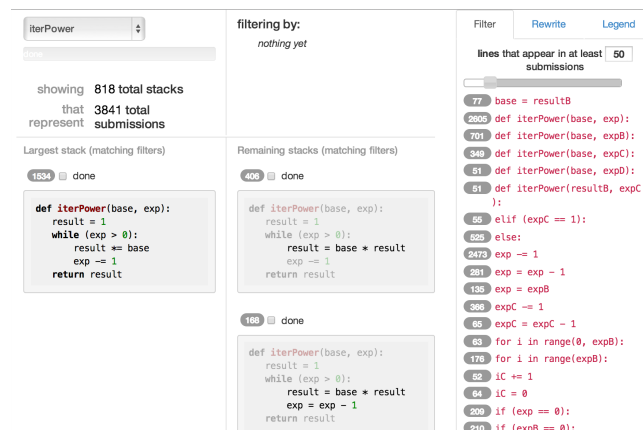 iterPower
done
showing 818 total stacks
that 3841 total
represent submissions
Largest stack (matching filters)
1534 done
def iterPower(base, exp):
result = 1
while (exp > 0):
result *= base
exp -= 1
return result
filtering by:
nothing yet
Remaining stacks (matching filters)
406 done
def iterPower(base, exp):
result = 1
while (exp > 0):
result = base * result
exp -= 1
return result
168 done
def iterPower(base, exp):
result = 1
while (exp > 0):
result = base * result
exp = exp - 1
return result
Filter Rewrite Legend
lines that appear in at least 50
submissions
77 base = resultB
2605 def iterPower(base, exp):
701 def iterPower(base, expB):
349 def iterPower(base, expC):
51 def iterPower(base, expD):
51 def iterPower(resultB, expC
):
55 elif (expC == 1):
525 else:
2473 exp -= 1
281 exp = exp - 1
135 exp = expB
366 expC -= 1
65 expC = expC - 1
63 for i in range(0, expB):
176 for i in range(expB):
52 iC += 1
64 iC = 0
209 if (exp == 0):
210 if (expB == 0):